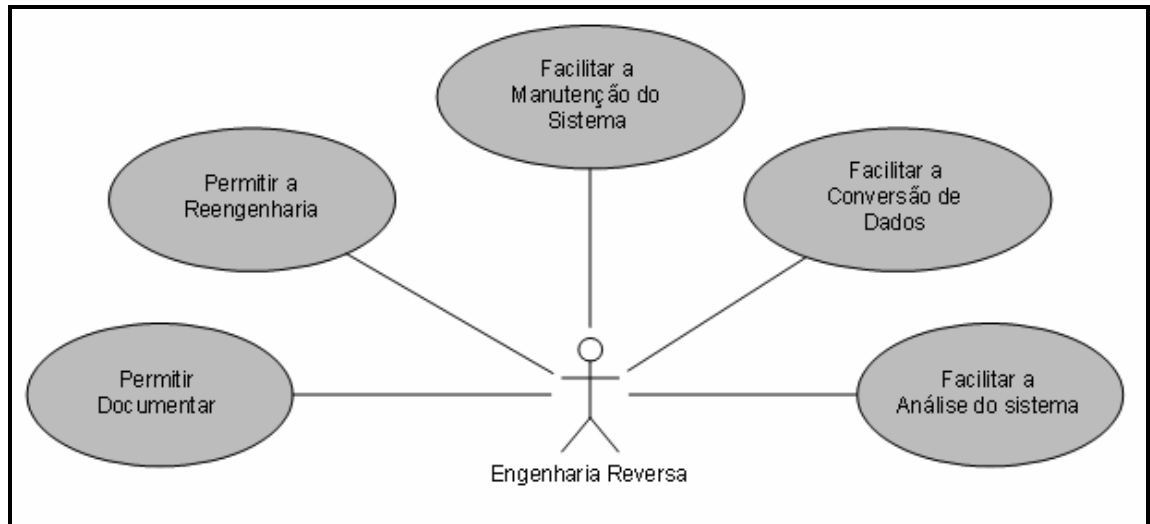 Facilitar a
Manutenção do
Sistema
Permitir a
Reengenharia
Facilitar a
Conversão de
Dados
Permitir
Documentar
Facilitar a
Análise do sistema
Engenharia Reversa